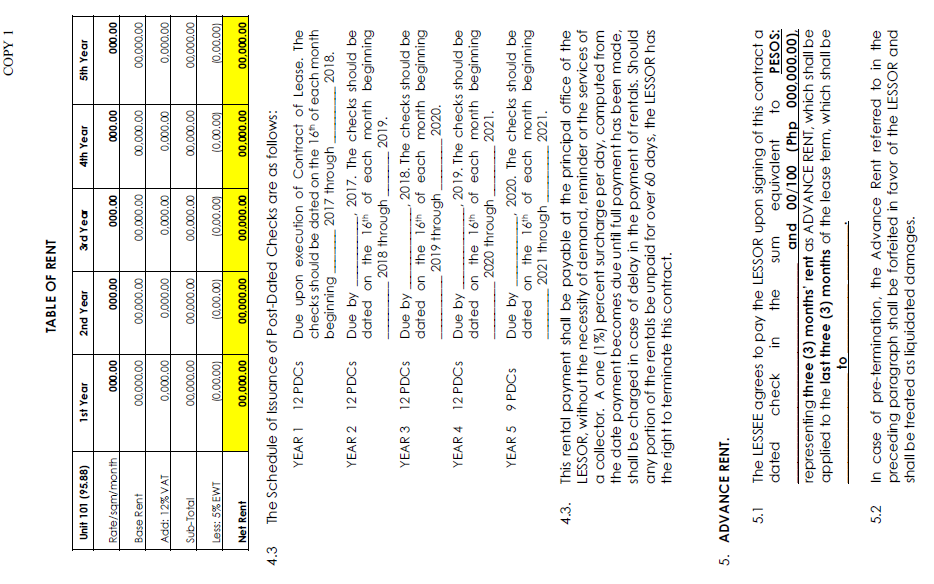 COPY 1
TABLE OF RENT
Unit 101 (95.88) 1st Year 2nd Year 3rd Year 4th Year 5th Year
Rate/sqm/month 000.00 000.00 000.00 000.00 000.00
Base Rent 00,000.00 00,000.00 00,000.00 00,000.00 00,000.00
Add: 12% VAT 0,000.00 0,000.00 0,000.00 0,000.00 0,000.00
Sub-Total 00,000.00 00,000.00 00,000.00 00,000.00 00,000.00
Less: 5% EWT (0,00.00) (0,00.00) (0,00.00) (0,00.00) (0,00.00)
Net Rent 00,000.00 00,000.00 00,000.00 00,000.00 00,000.00
4.3 The Schedule of Issuance of Post-Dated Checks are as follows:
YEAR 1 12 PDCs Due upon execution of Contract of Lease. The
checks should be dated on the 16th of each month
beginning ________ 2017 through ________ 2018.
YEAR 2 12 PDCs Due by ________, 2017. The checks should be
dated on the 16th of each month beginning
________ 2018 through ________ 2019.
YEAR 3 12 PDCs Due by ________, 2018. The checks should be
dated on the 16th of each month beginning
________ 2019 through ________ 2020.
YEAR 4 12 PDCs Due by ________, 2019. The checks should be
dated on the 16th of each month beginning
________ 2020 through ________ 2021.
YEAR 5 9 PDCs Due by ________, 2020. The checks should be
dated on the 16th of each month beginning
________ 2021 through ________ 2021.
4.3. This rental payment shall be payable at the principal office of the
LESSOR, without the necessity of demand, reminder or the services of
a collector. A one (1%) percent surcharge per day, computed from
the date payment becomes due until full payment has been made,
shall be charged in case of delay in the payment of rentals. Should
any portion of the rentals be unpaid for over 60 days, the LESSOR has
the right to terminate this contract.
5. ADVANCE RENT.
5.1 The LESSEE agrees to pay the LESSOR upon signing of this contract a
dated check in the sum equivalent to PESOS:
________ and 00/100 (Php 000,000.00),
representing three (3) months' rent as ADVANCE RENT, which shall be
applied to the last three (3) months of the lease term, which shall be
________ to ________.
5.2 In case of pre-termination, the Advance Rent referred to in the
preceding paragraph shall be forfeited in favor of the LESSOR and
shall be treated as liquidated damages.